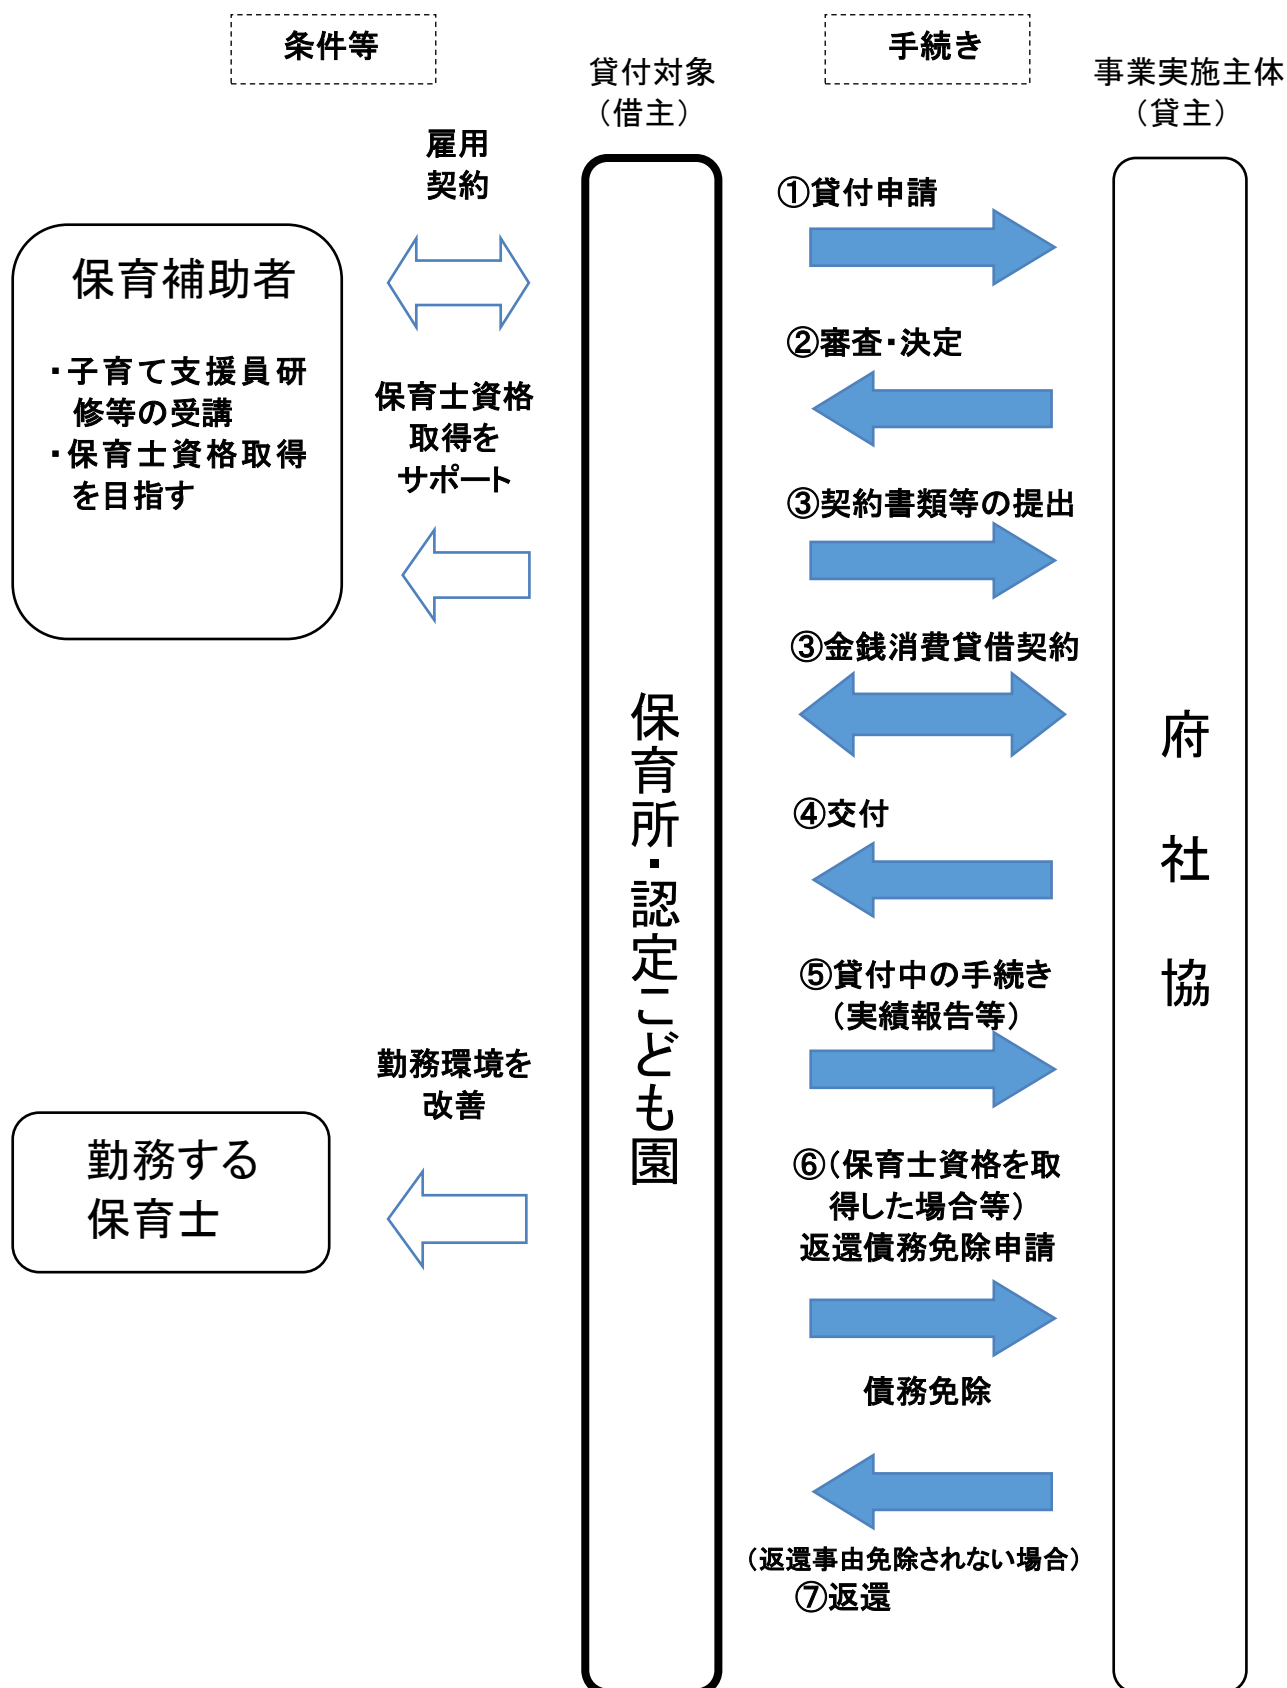 条件等
手続き
貸付対象
（借主）
事業実施主体
（貸主）
雇用
契約
保育補助者
・子育て支援員研
修等の受講
・保育士資格取得
を目指す
保育士資格
取得を
サポート
勤務環境を
改善
勤務する
保育士
保育所・認定こども園
①貸付申請
②審査・決定
③契約書類等の提出
③金銭消費貸借契約
④交付
⑤貸付中の手続き
（実績報告等）
⑥（保育士資格を取
得した場合等）
返還債務免除申請
債務免除
（返還事由免除されない場合）
⑦返還
府社協